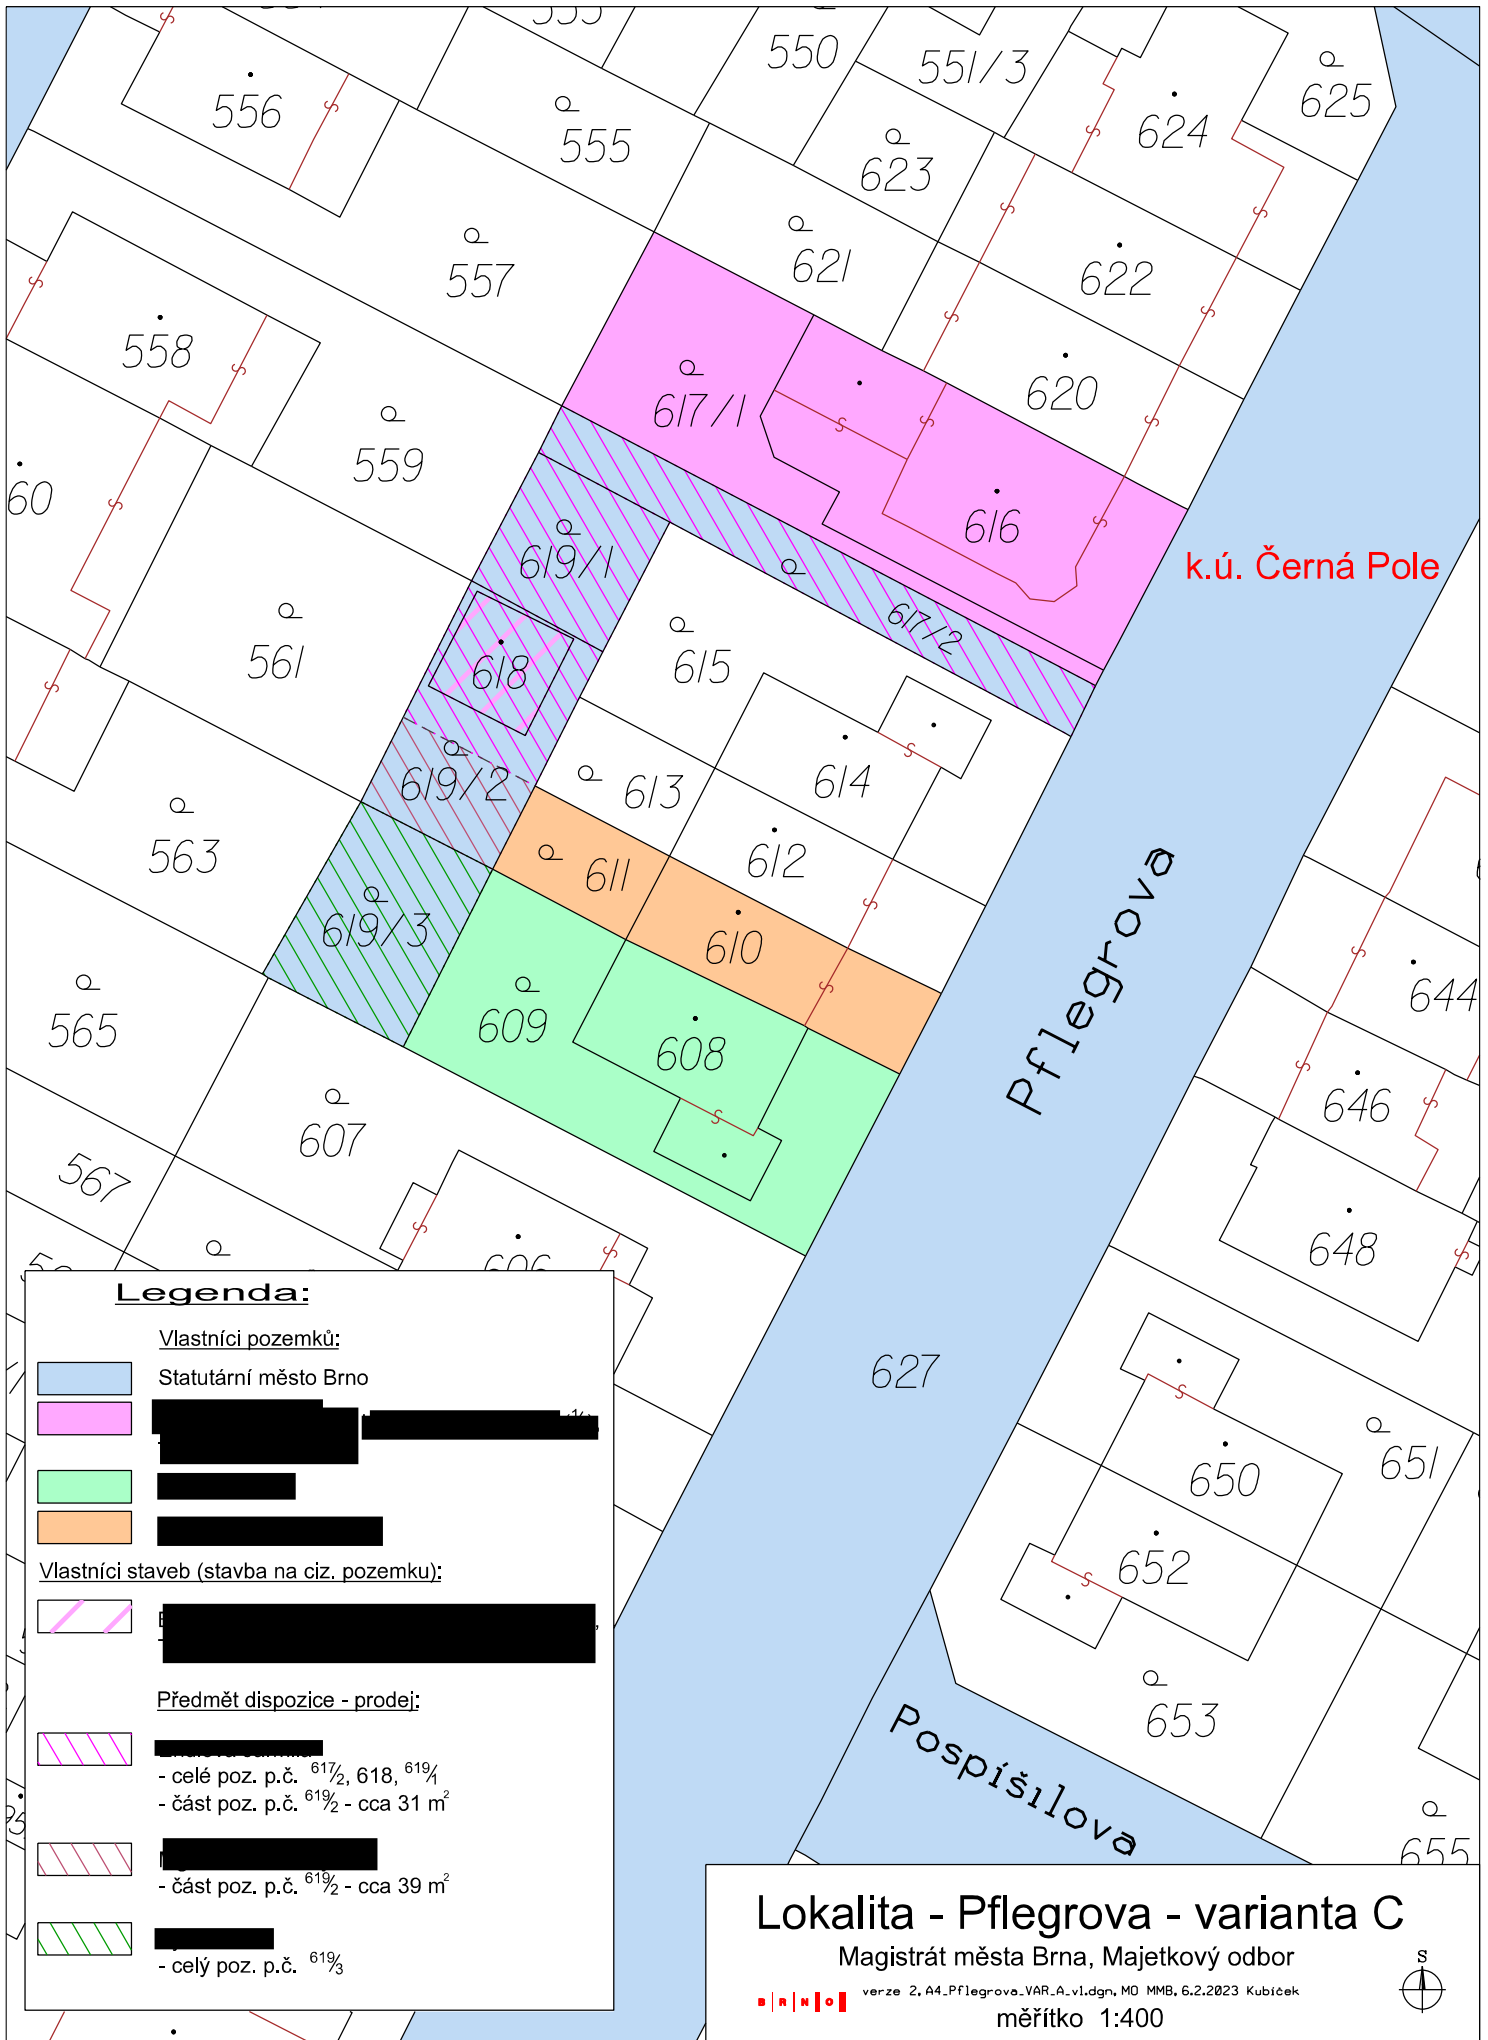 550
551/3
556
555
624
625
623
621
622
557
558
620
617/1
559
616
60
619/1
k.ú. Černá Pole
617/2
561
618
615
619/2
613
614
563
612
611
619/3
610
565
609
608
644
646
607
567
648
Pflegrova
627
651
650
652
653
Pospíšilova
655
Legenda:
Vlastníci pozemků:
Statutární město Brno
Vlastníci staveb (stavba na ciz. pozemku):
Předmět dispozice - prodej:
- celé poz. p.č. 617/2, 618, 619/1
- část poz. p.č. 619/2 - cca 31 m²
- část poz. p.č. 619/2 - cca 39 m²
- celý poz. p.č. 619/3
Lokalita - Pflegrova - varianta C
Magistrát města Brna, Majetkový odbor
BRNO
verze 2, A4_Pflegrova_VAR_A_v1.dgn, MO MMB, 6.2.2023 Kubíček
měřítko 1:400
S